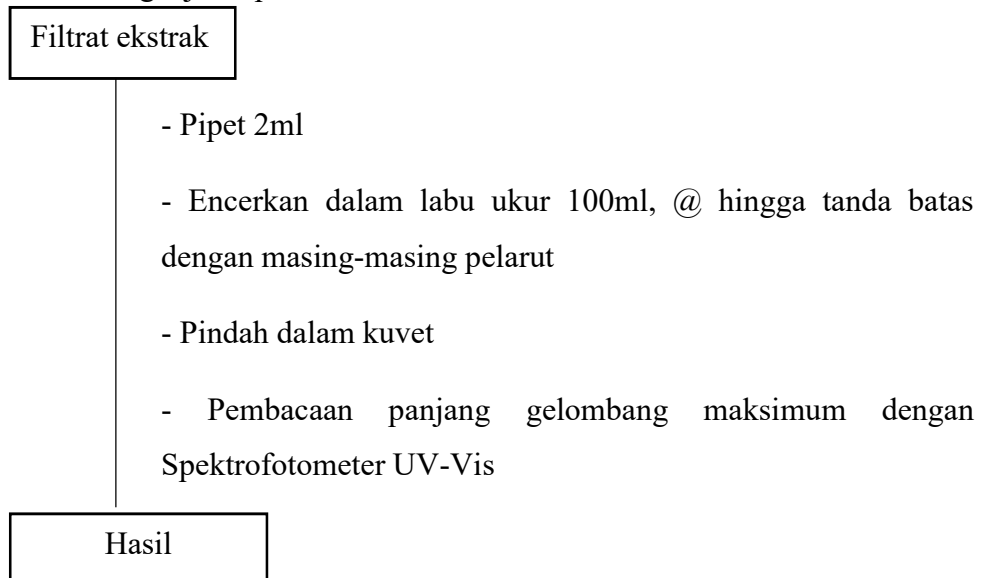 Filtrat ekstrak
- Pipet 2ml
- Encerkan dalam labu ukur 100ml, @ hingga tanda batas
dengan masing-masing pelarut
- Pindah dalam kuvet
- Pembacaan panjang gelombang maksimum dengan
Spektrofotometer UV-Vis
Hasil